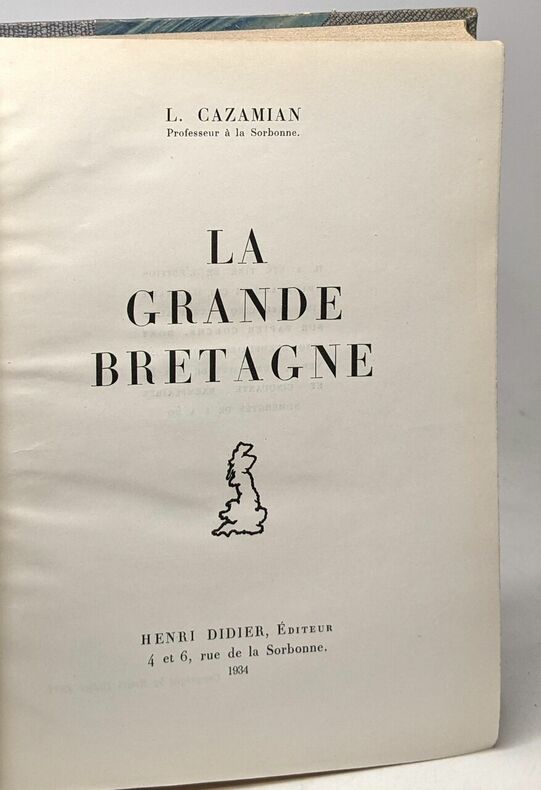 L. CAZAMIAN
Professeur à la Sorbonne.
LA
GRANDE
BRETAGNE
HENRI DIDIER, ÉDITEUR
4 et 6, rue de la Sorbonne.
1934